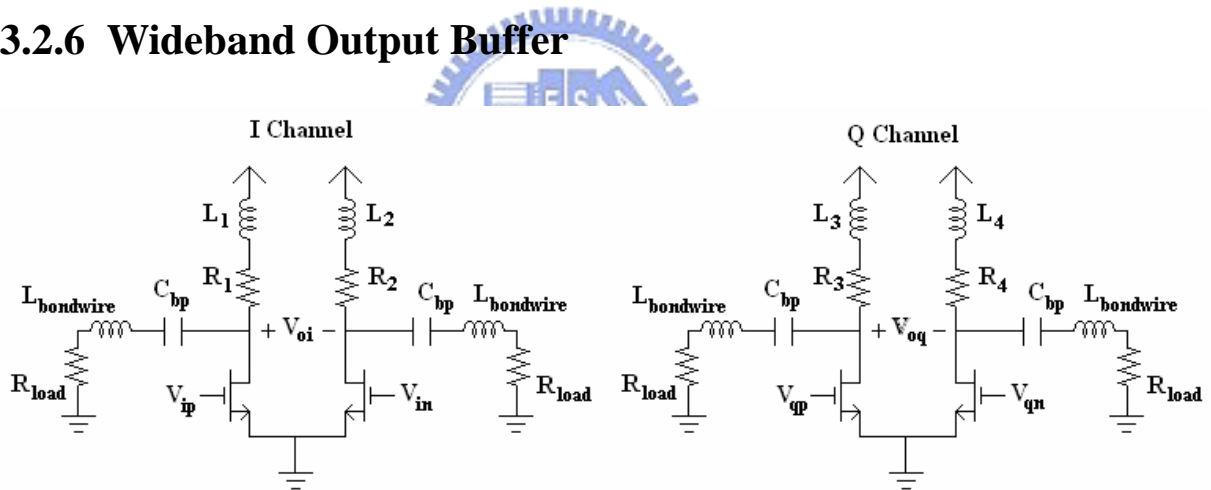 3.2.6 Wideband Output Buffer
I Channel
Q Channel
L1
L2
L3
L4
R1
R2
R3
R4
Lbondwire
Cbp
Cbp
Lbondwire
Lbondwire
Cbp
Cbp
Lbondwire
+ Voi -
+ Voq -
Rload
Vip
Vin
Rload
Rload
Vqp
Vqn
Rload